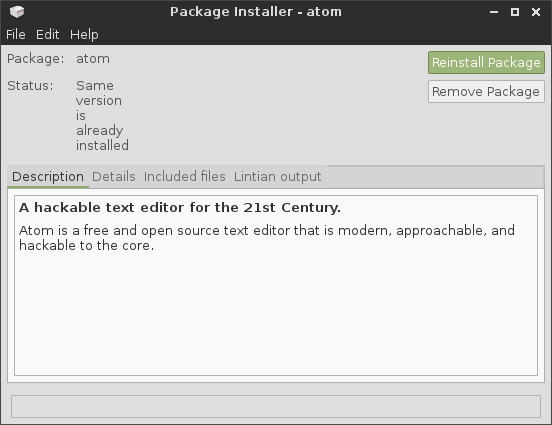 Package Installer - atom
File Edit Help
Package: atom
Reinstall Package
Status: Same
version
is
already
installed
Remove Package
Description Details Included files Lintian output
A hackable text editor for the 21st Century.
Atom is a free and open source text editor that is modern, approachable, and
hackable to the core.